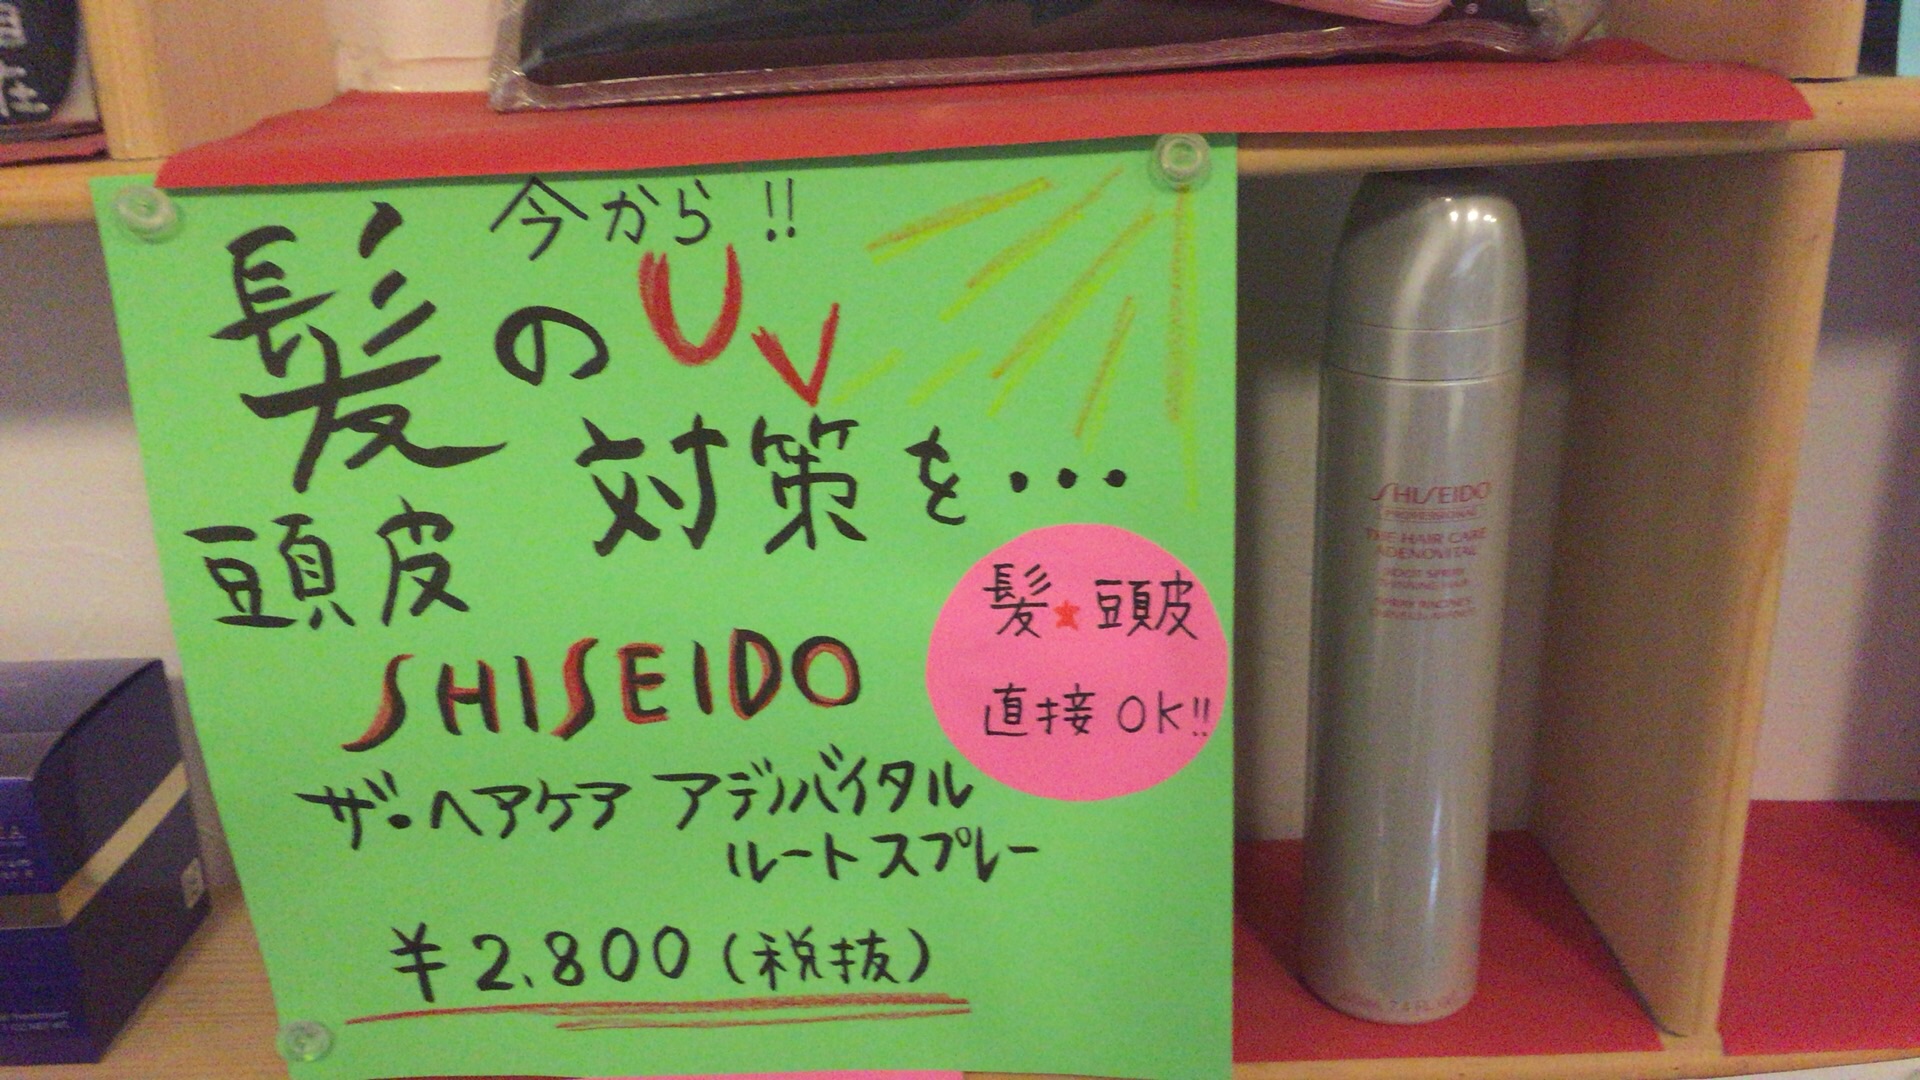 今から!!
髪のUV
頭皮 対策を・・・
SHISEIDO
ザ・ヘアケア アデノバイタル
ルートスプレー
¥2,800(税抜)
髪★頭皮
直接OK!!
SHISEIDO
PROFESSIONAL
THE HAIR CARE
ADENOVITAL
ROOT SPRAY